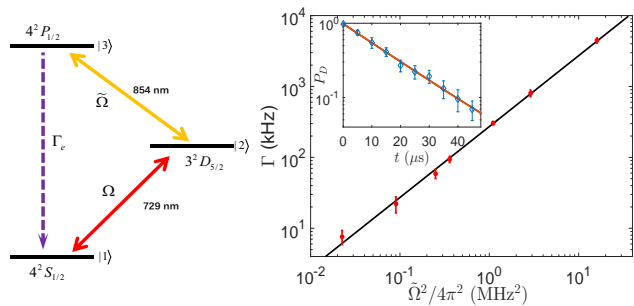 4²P₁/₂
|3⟩
854 nm
Ω̃
Γₑ
|2⟩
3²D₅/₂
Ω
729 nm
|1⟩
4²S₁/₂
Γ (kHz)
10⁴
10³
10²
10¹
10⁻² 10⁻¹ 10⁰ 10¹
Ω̃²/4π² (MHz²)
P_D
10⁰
10⁻¹
0 10 20 30 40
t (μs)